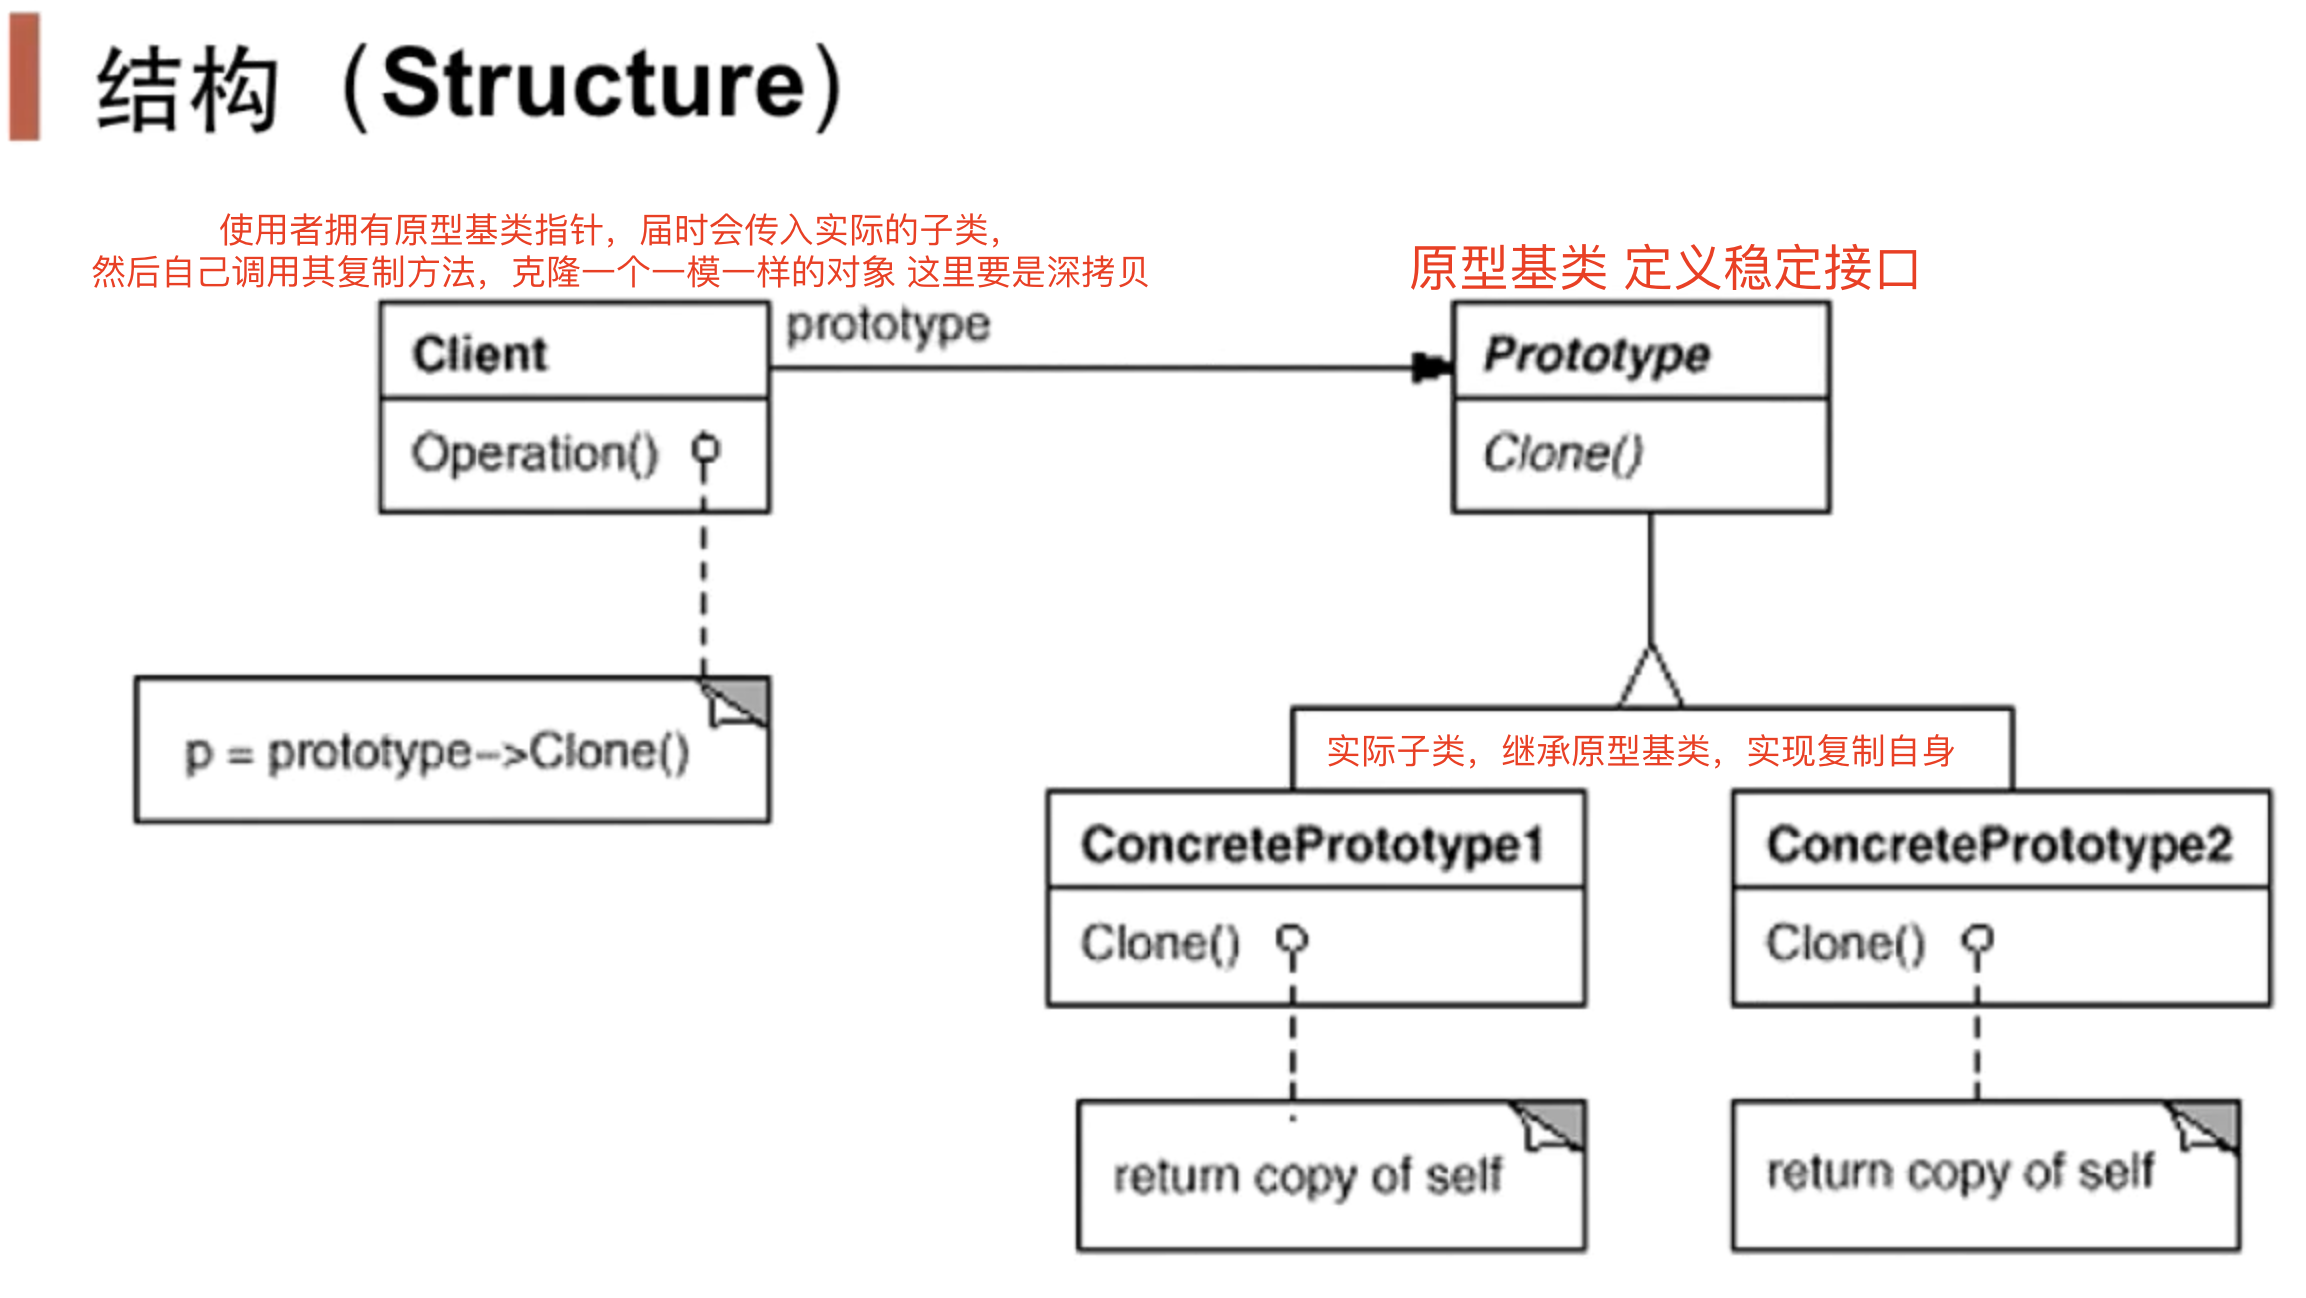 结构（Structure）
使用者拥有原型基类指针，届时会传入实际的子类，
然后自己调用其复制方法，克隆一个一模一样的对象 这里要是深拷贝
原型基类 定义稳定接口
Client
prototype
Prototype
Operation()
Clone()
p = prototype->Clone()
实际子类，继承原型基类，实现复制自身
ConcretePrototype1
ConcretePrototype2
Clone()
Clone()
return copy of self
return copy of self